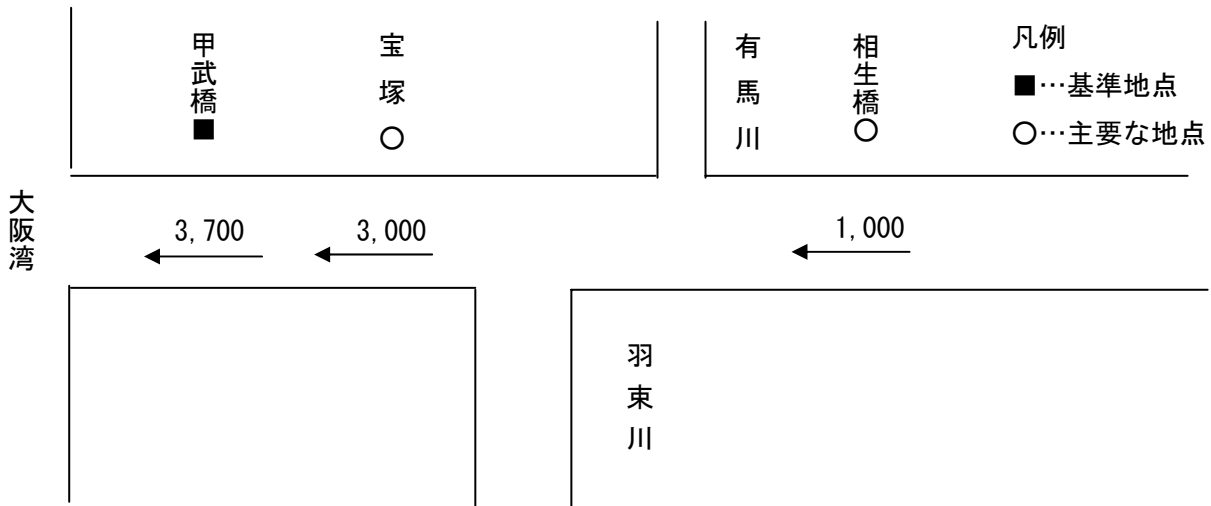 甲武橋
■
宝塚
○
有馬川
相生橋
○
凡例
■…基準地点
○…主要な地点
大阪湾
3,700
3,000
1,000
羽束川